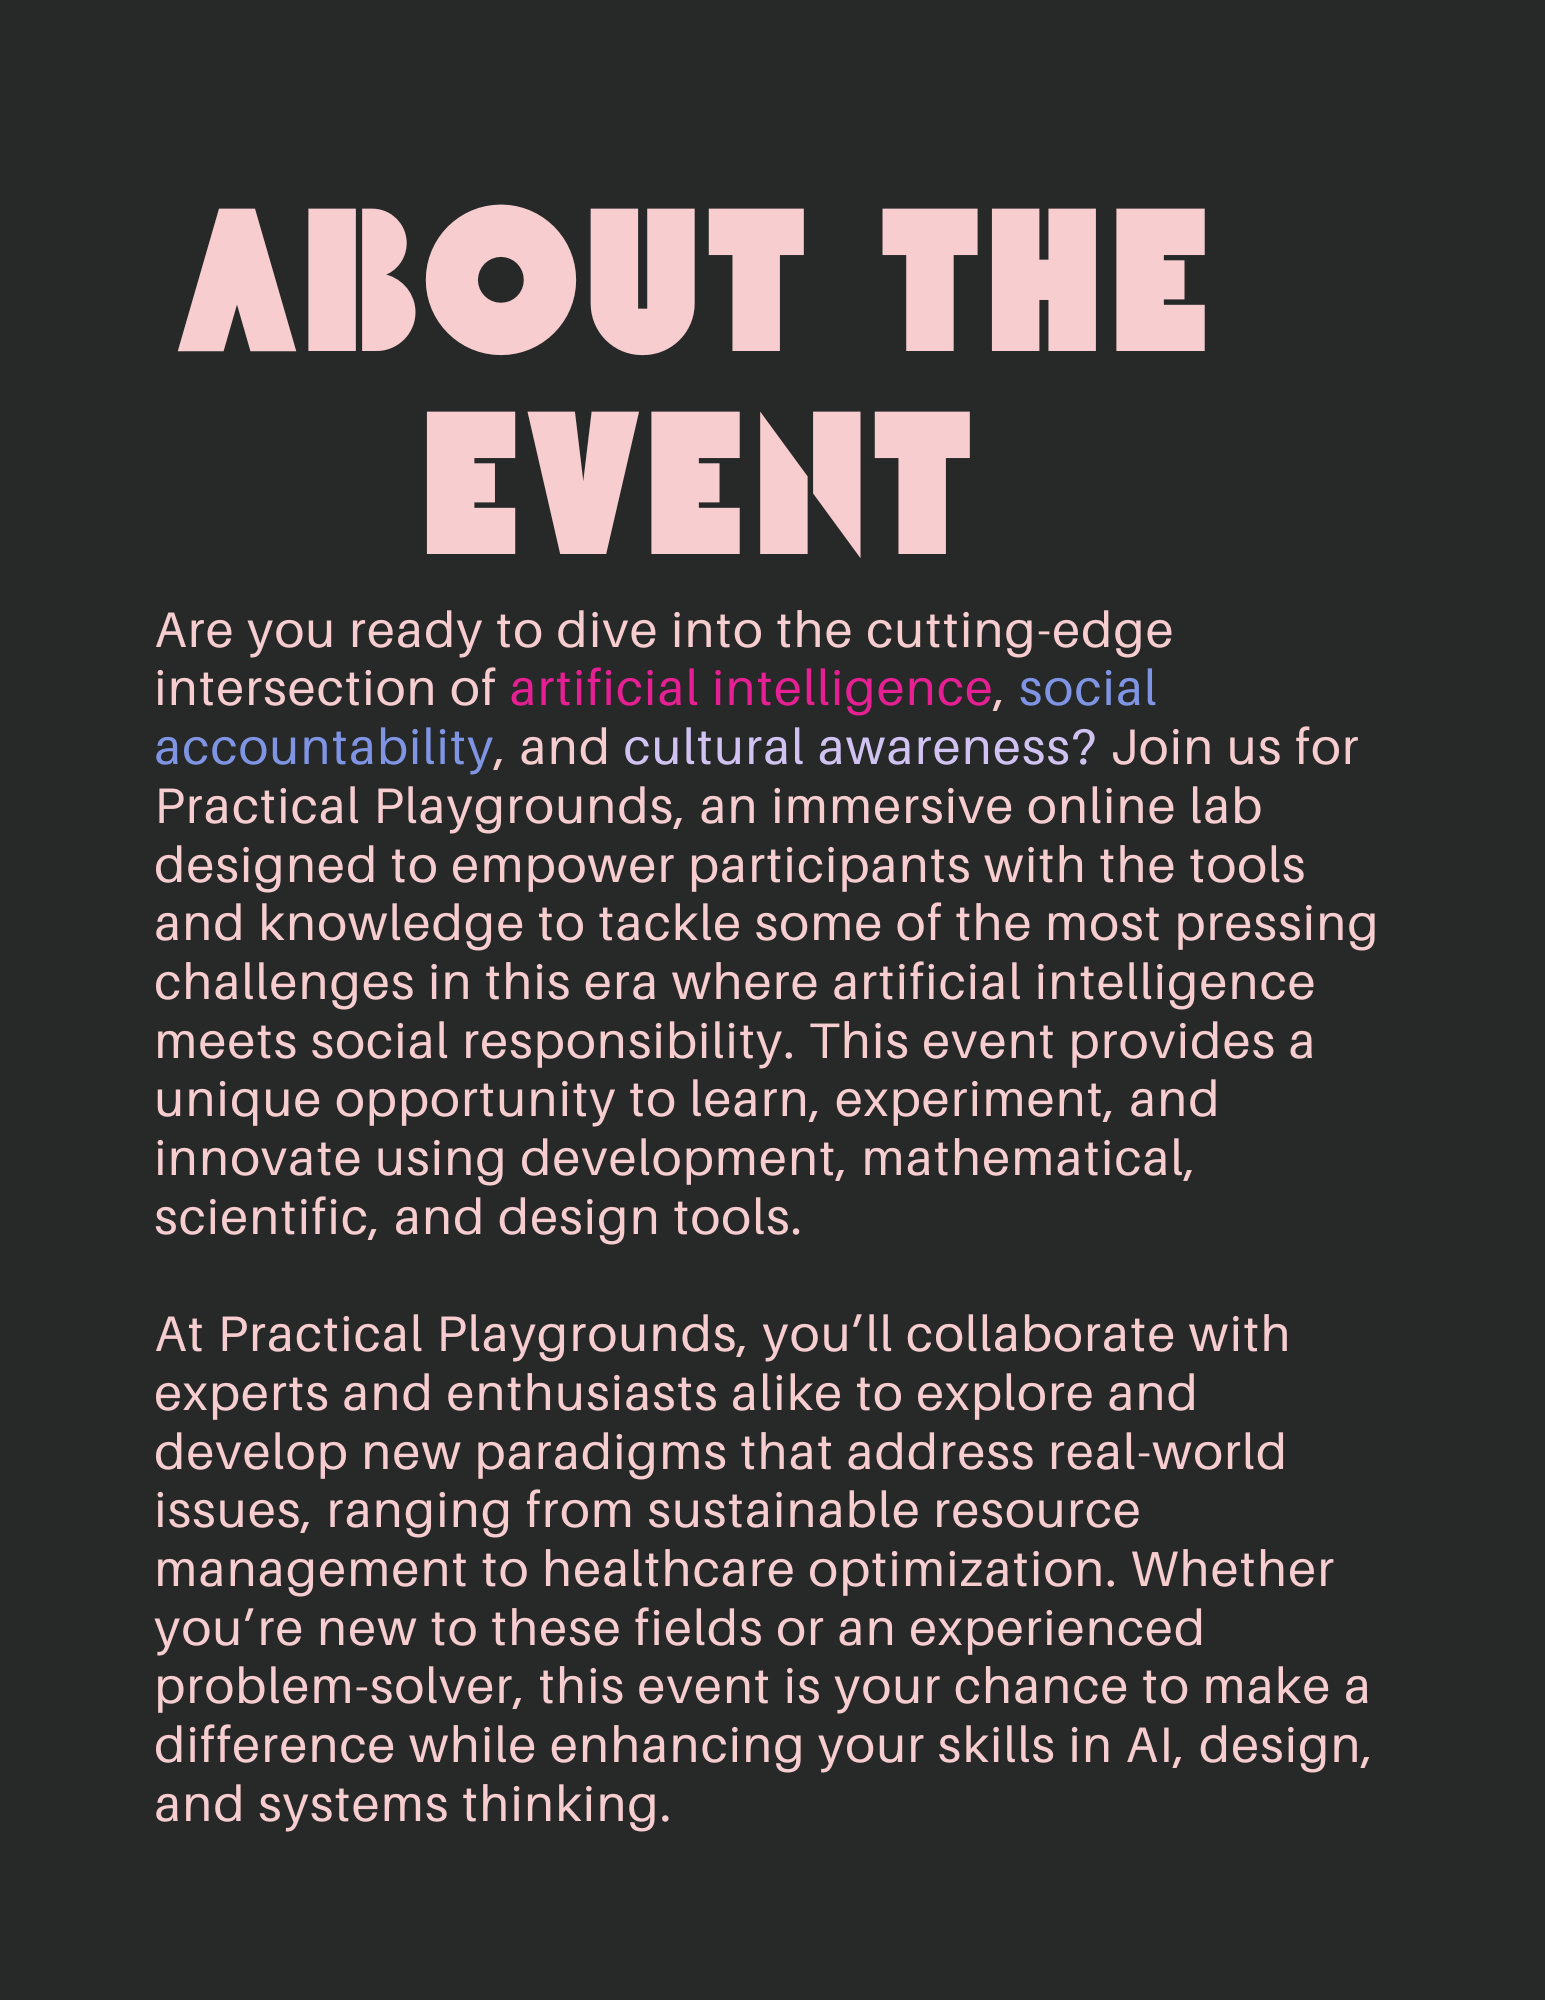 ABOUT THE
EVENT
Are you ready to dive into the cutting-edge
intersection of artificial intelligence, social
accountability, and cultural awareness? Join us for
Practical Playgrounds, an immersive online lab
designed to empower participants with the tools
and knowledge to tackle some of the most pressing
challenges in this era where artificial intelligence
meets social responsibility. This event provides a
unique opportunity to learn, experiment, and
innovate using development, mathematical,
scientific, and design tools.
At Practical Playgrounds, you’ll collaborate with
experts and enthusiasts alike to explore and
develop new paradigms that address real-world
issues, ranging from sustainable resource
management to healthcare optimization. Whether
you’re new to these fields or an experienced
problem-solver, this event is your chance to make a
difference while enhancing your skills in AI, design,
and systems thinking.